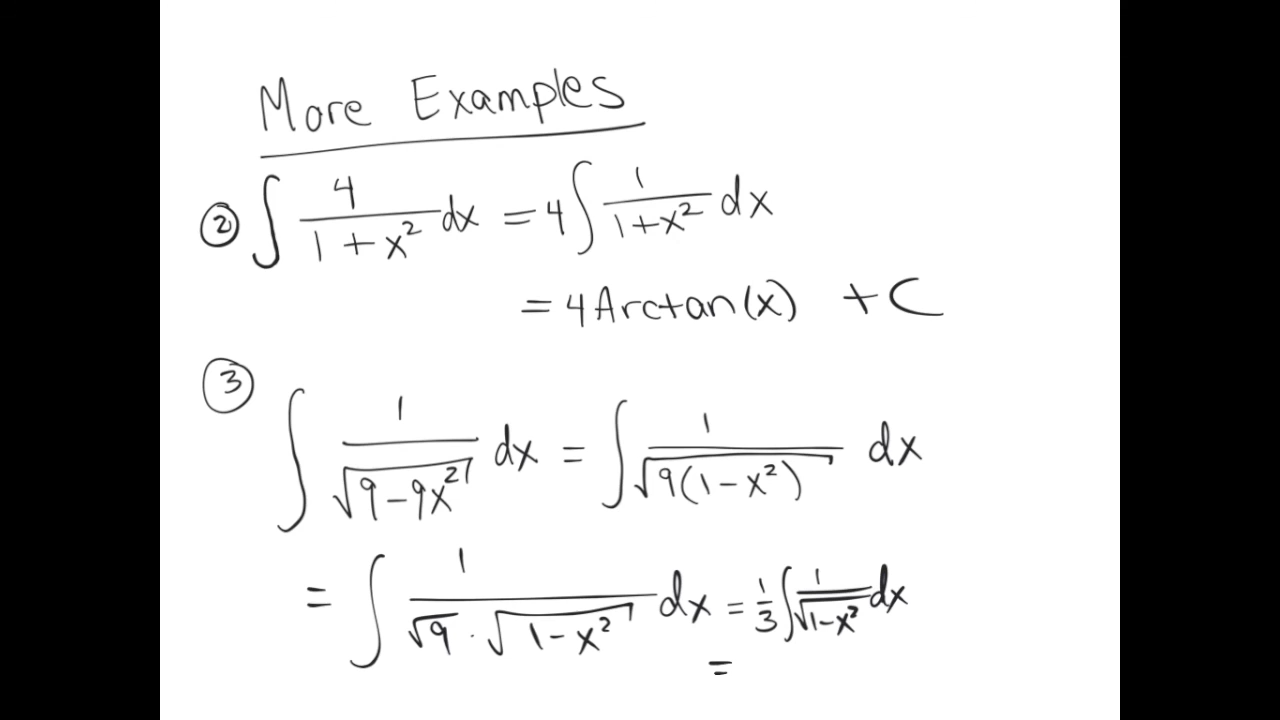 More Examples
② ∫ 4/(1+x²) dx = 4∫ 1/(1+x²) dx
= 4Arctan(x) + C
③
∫ 1/√(9-9x²) dx = ∫ 1/√(9(1-x²)) dx
= ∫ 1/(√9 · √(1-x²)) dx = 1/3 ∫ 1/√(1-x²) dx
=